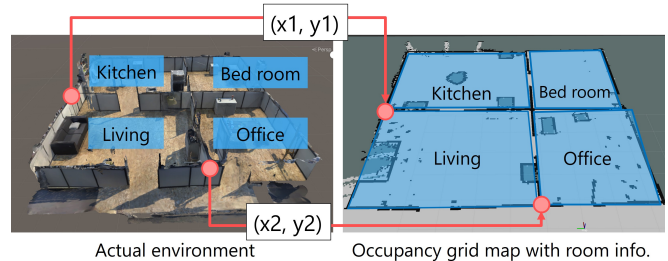 (x1, y1)
Persp
Kitchen
Bed room
Living
Office
Kitchen
Bed room
Living
Office
(x2, y2)
Actual environment
Occupancy grid map with room info.